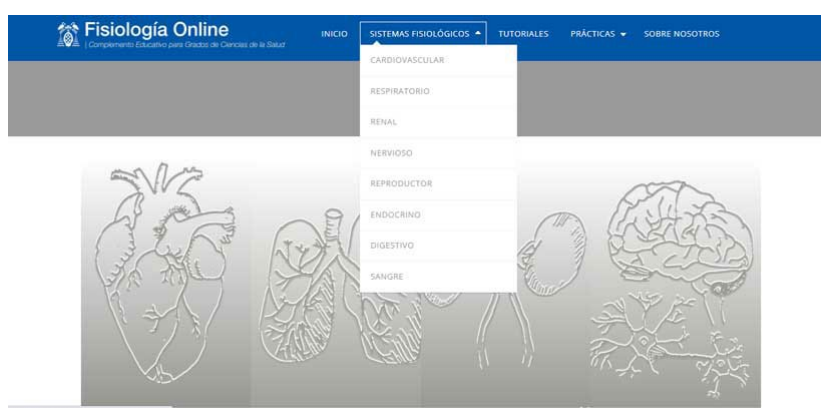 Fisiología Online
| Complemento Educativo para Grados de Ciencias de la Salud
INICIO
SISTEMAS FISIOLÓGICOS
TUTORIALES
PRÁCTICAS
SOBRE NOSOTROS
CARDIOVASCULAR
RESPIRATORIO
RENAL
NERVIOSO
REPRODUCTOR
ENDOCRINO
DIGESTIVO
SANGRE